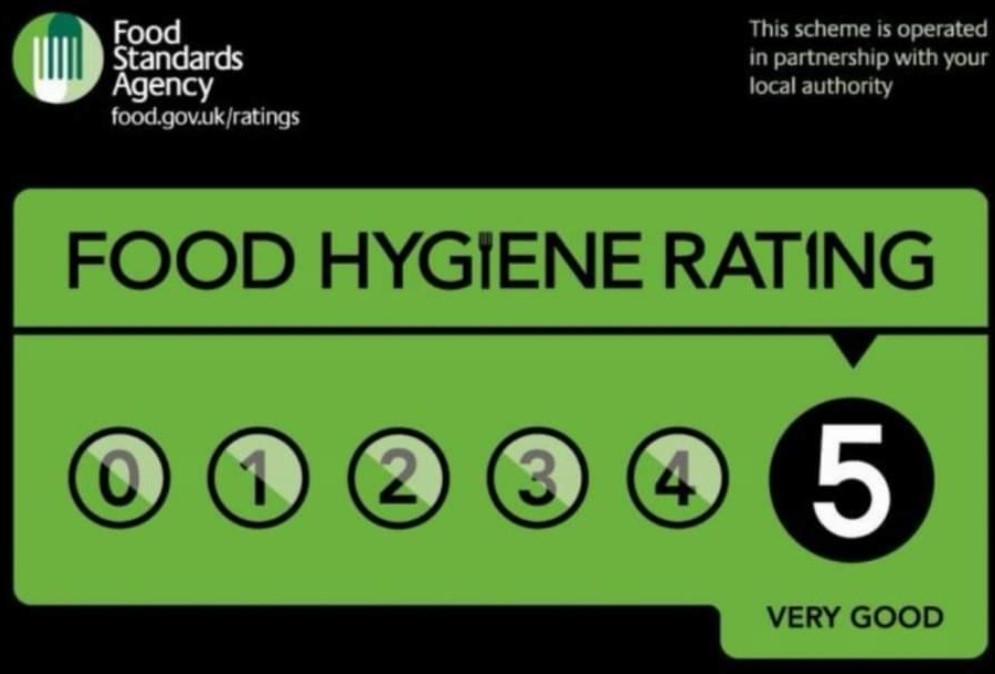 Food
Standards
Agency
food.gov.uk/ratings
This scheme is operated
in partnership with your
local authority
FOOD HYGIENE RATING
0 1 2 3 4 5
VERY GOOD